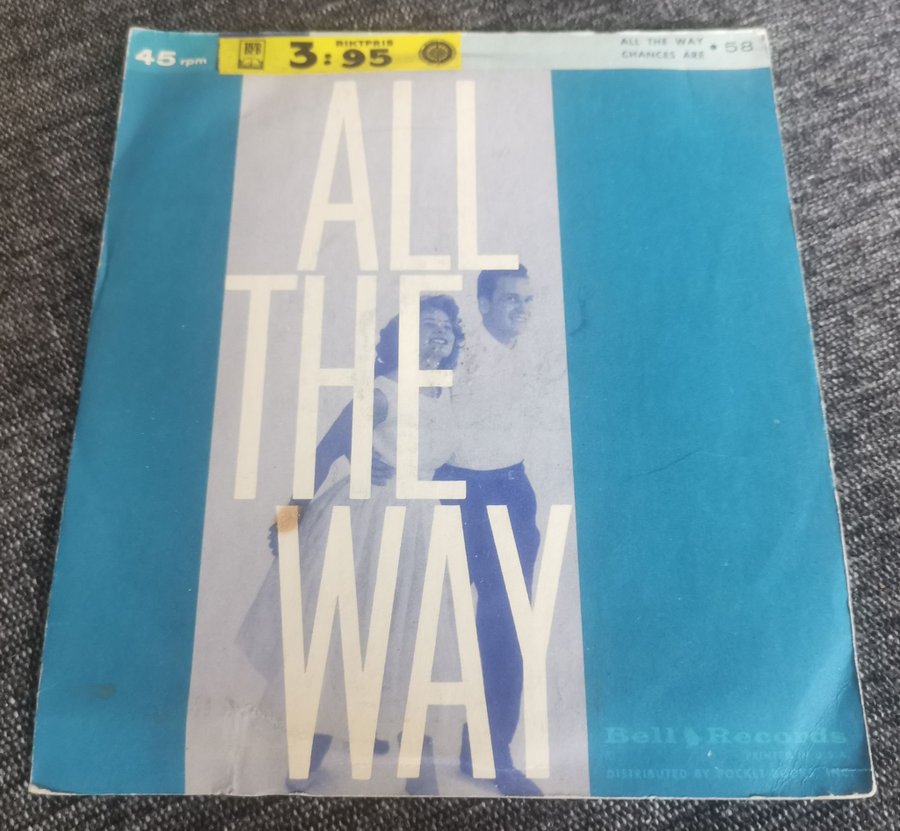 45 rpm
RIKTPRIS
3:95
ALL THE WAY • 58
CHANCES ARE
ALL
THE
WAY
Bell Records
PRINTED IN U.S.A.
DISTRIBUTED BY POCKET BOOKS, INC.